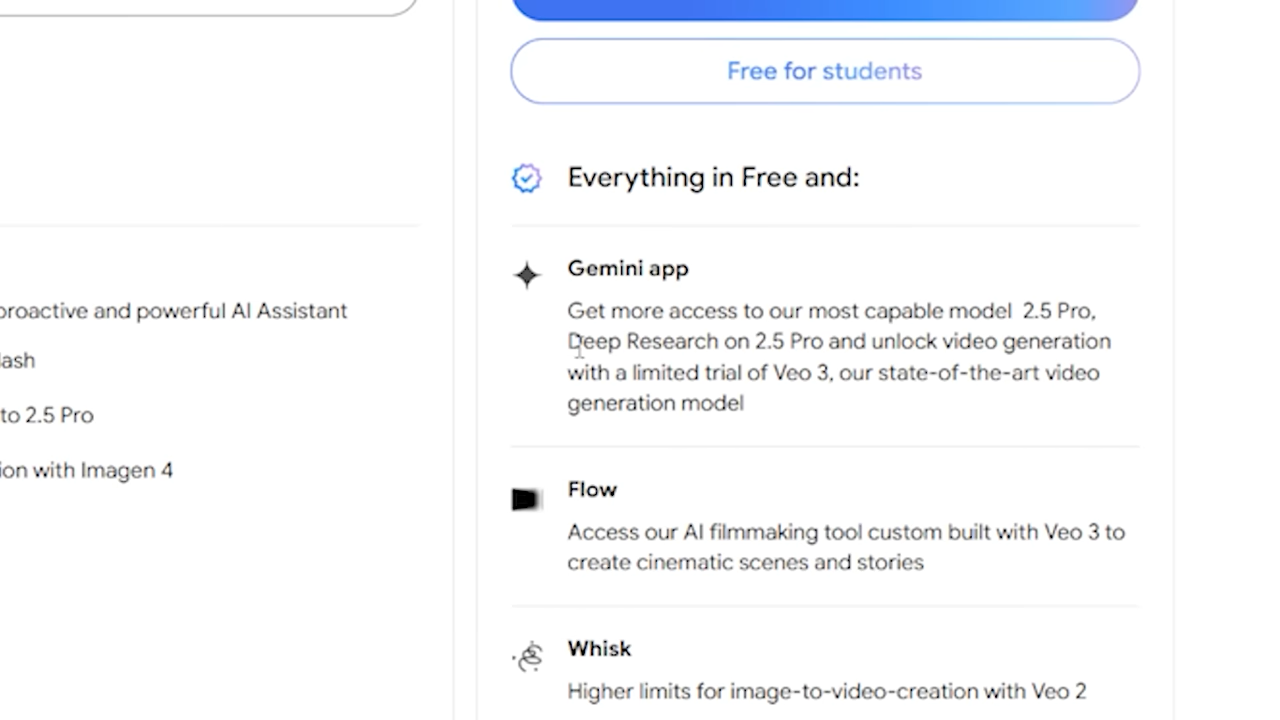 Free for students
Everything in Free and:
Gemini app
Get more access to our most capable model 2.5 Pro,
Deep Research on 2.5 Pro and unlock video generation
with a limited trial of Veo 3, our state-of-the-art video
generation model
Flow
Access our AI filmmaking tool custom built with Veo 3 to
create cinematic scenes and stories
Whisk
Higher limits for image-to-video-creation with Veo 2
proactive and powerful AI Assistant
lash
to 2.5 Pro
ion with Imagen 4